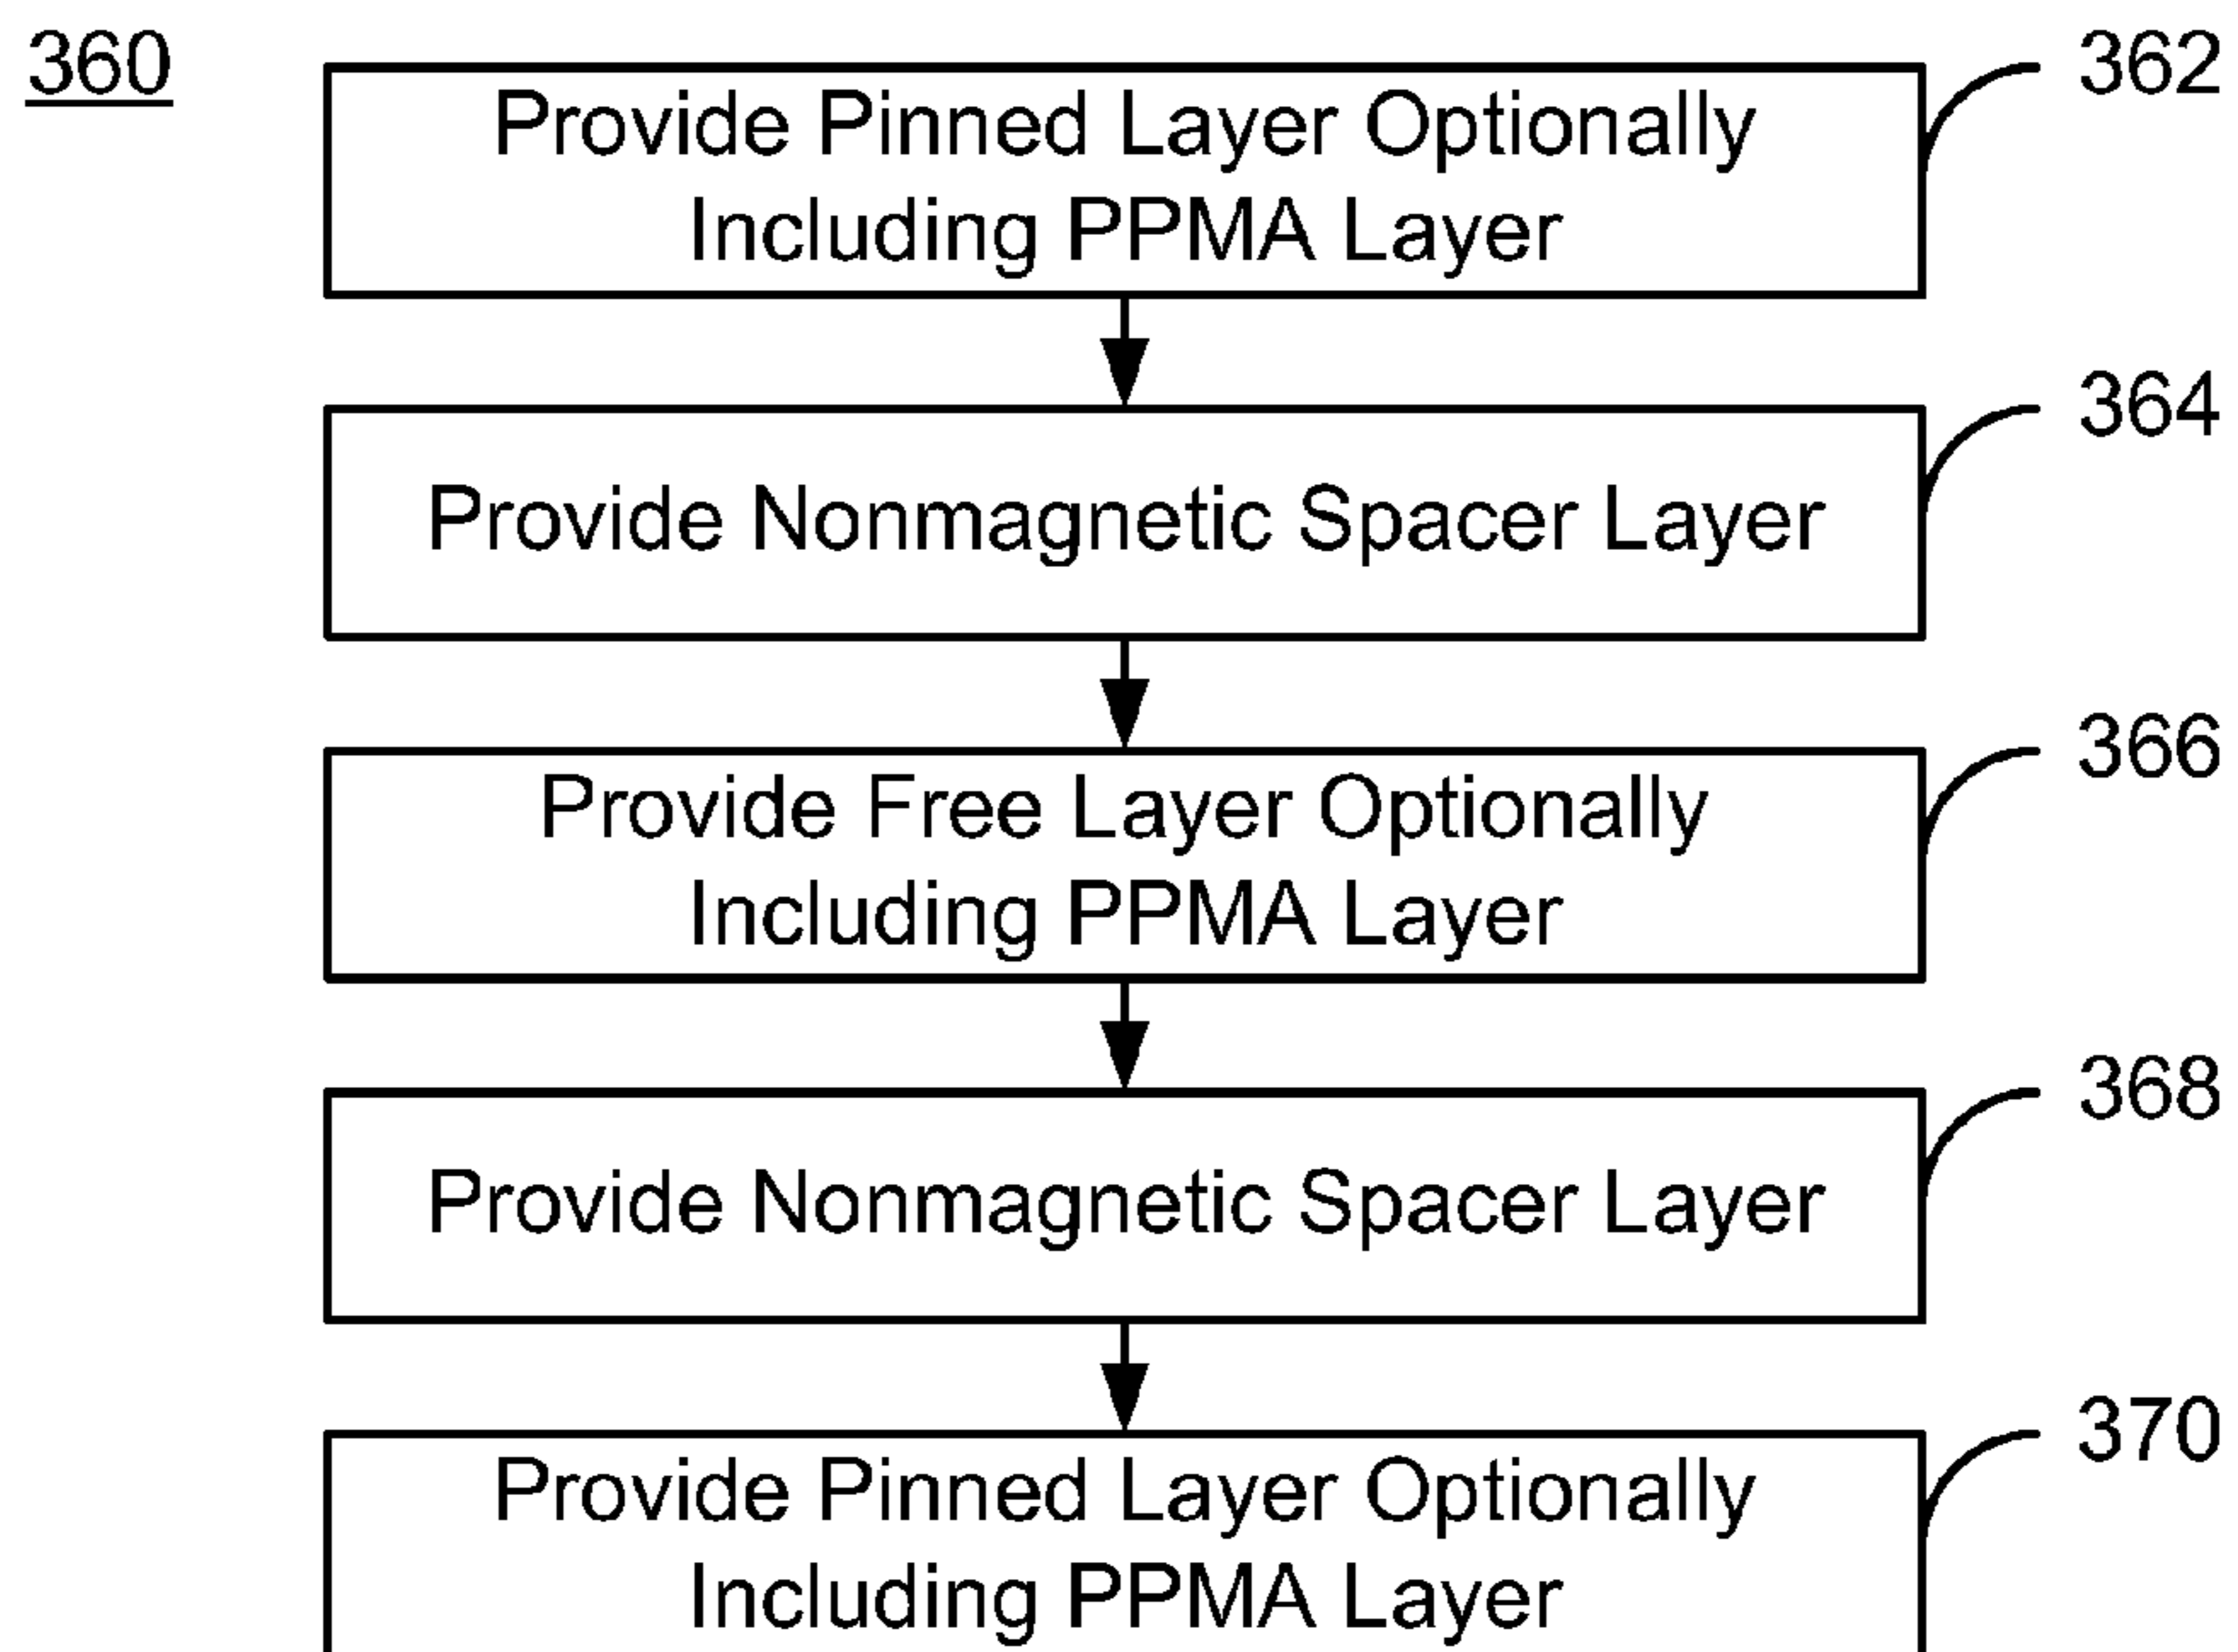 360
362
Provide Pinned Layer Optionally
Including PPMA Layer
364
Provide Nonmagnetic Spacer Layer
366
Provide Free Layer Optionally
Including PPMA Layer
368
Provide Nonmagnetic Spacer Layer
370
Provide Pinned Layer Optionally
Including PPMA Layer